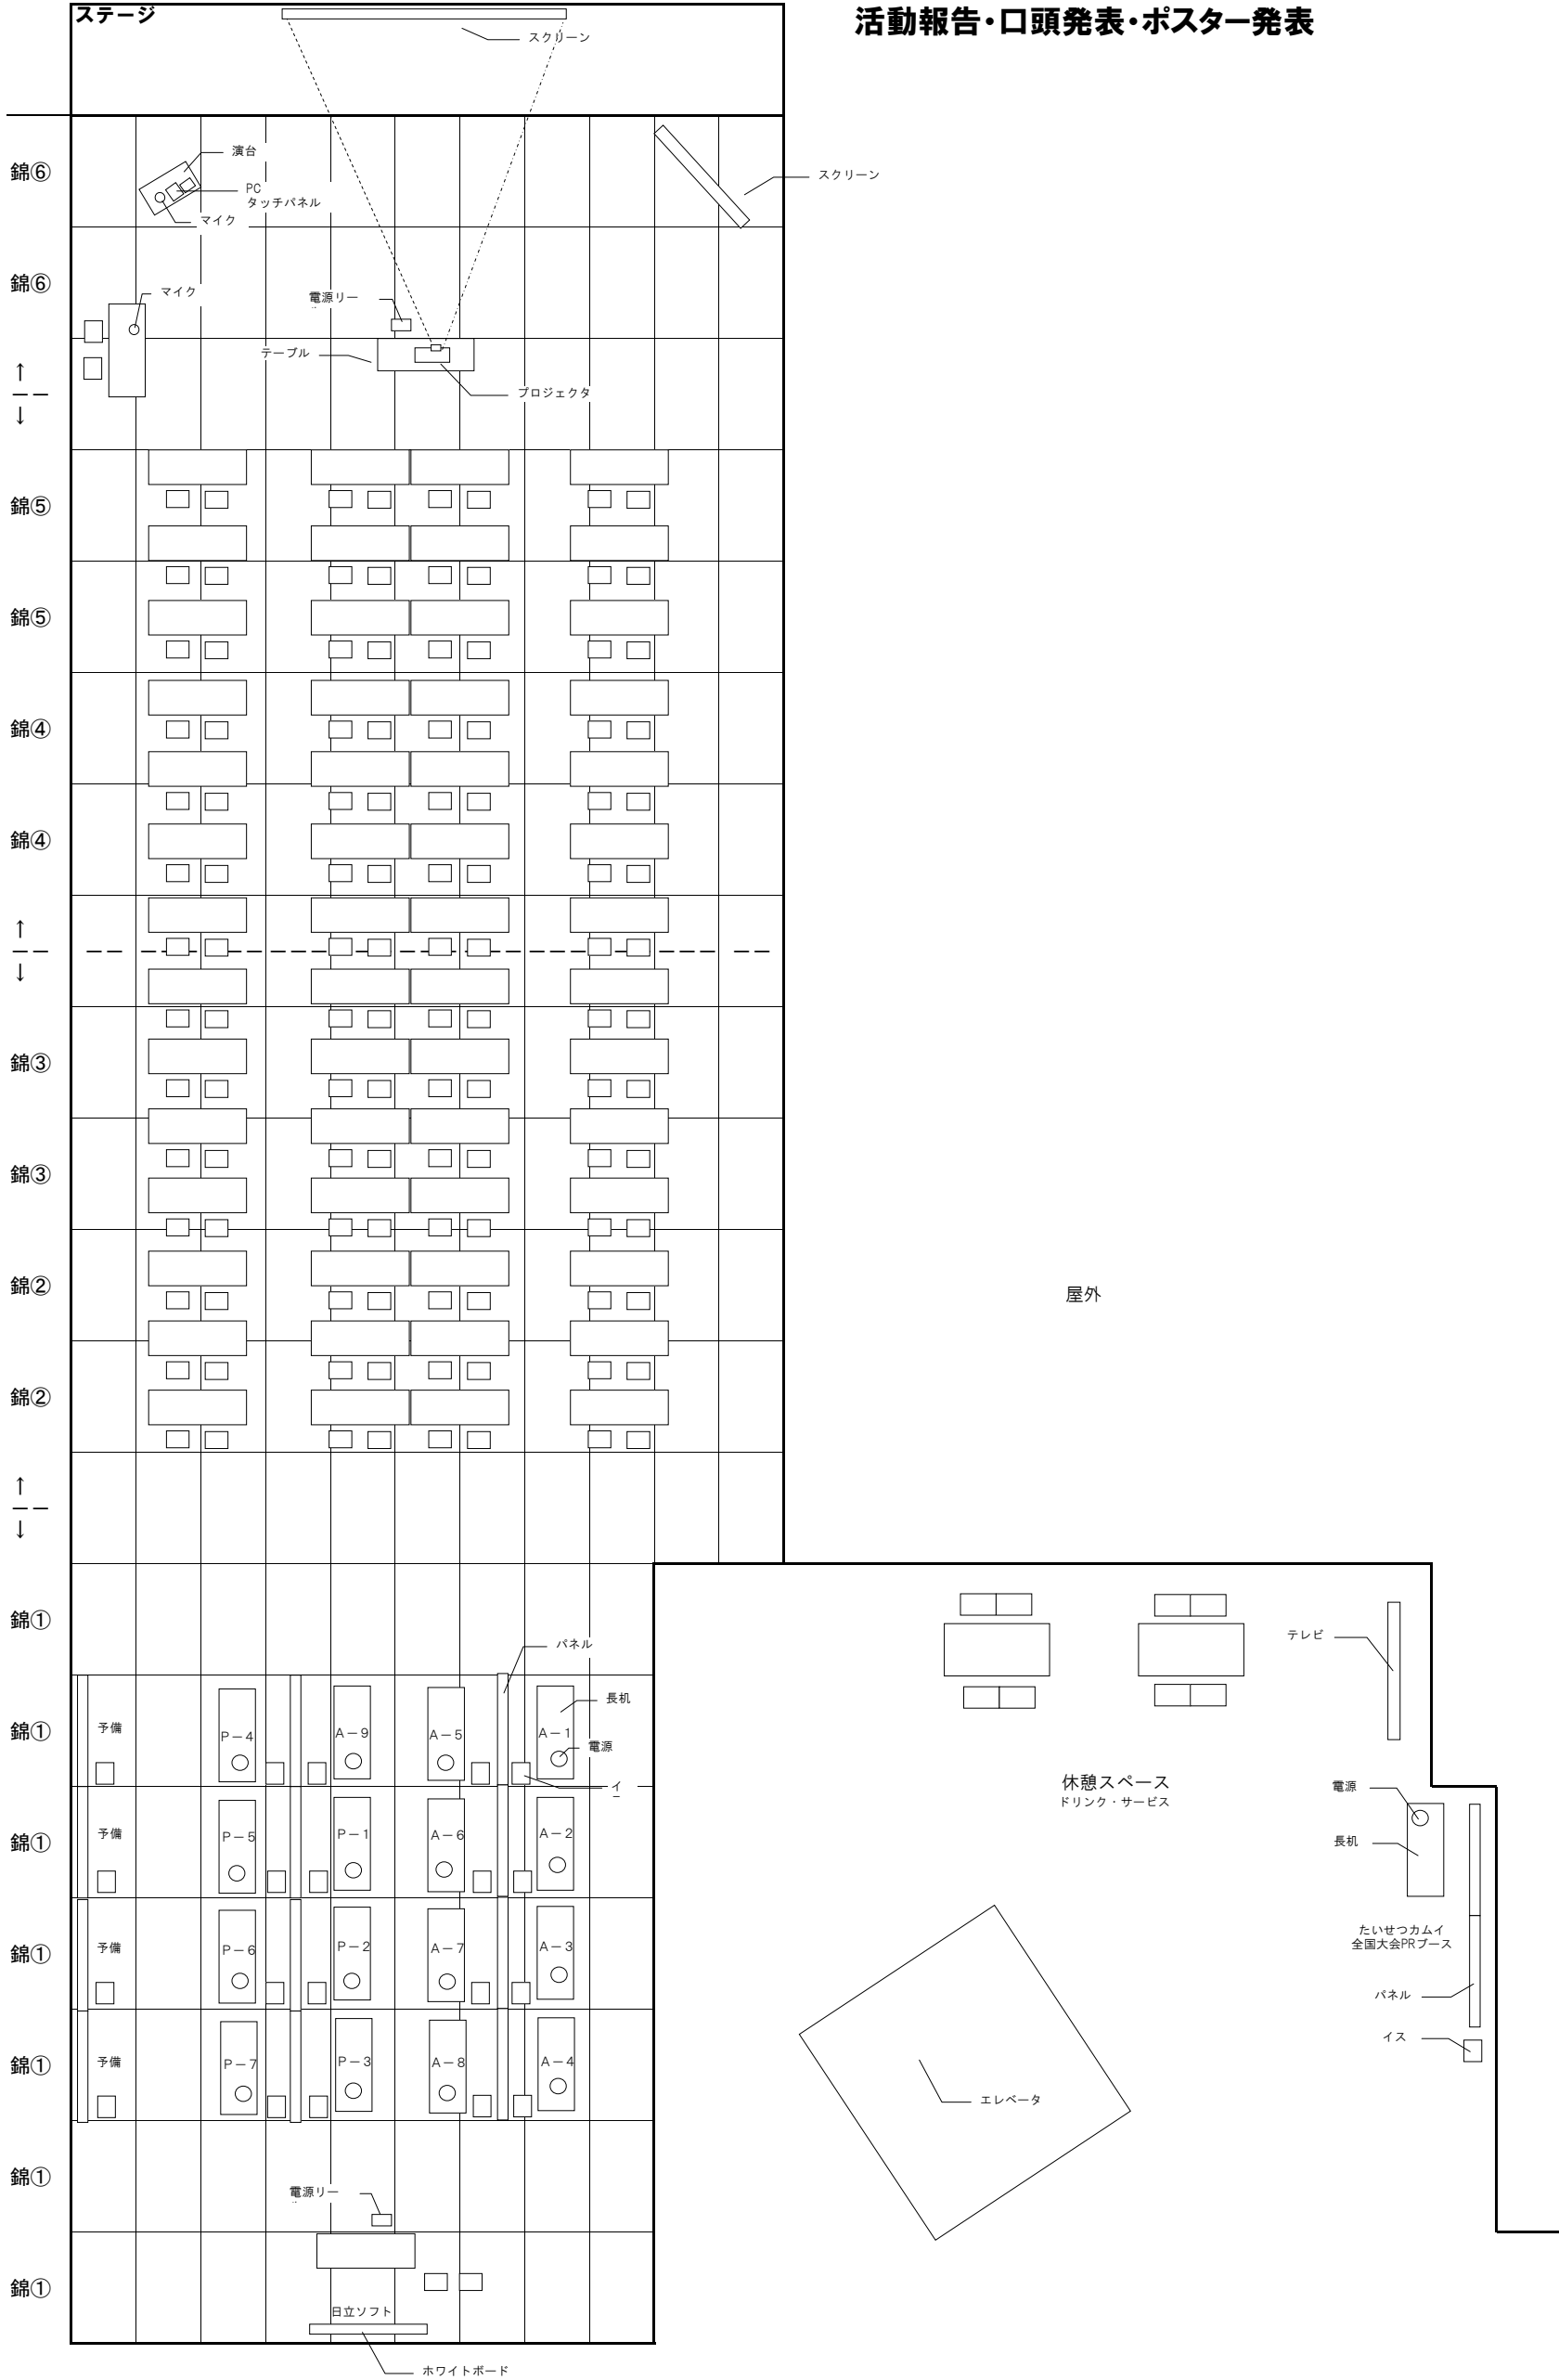 ステージ
活動報告・口頭発表・ポスター発表
スクリーン
錦⑥
演台
スクリーン
PC
タッチパネル
マイク
錦⑥
マイク
電源リー
テーブル
プロジェクタ
↑
↓
錦⑤
錦⑤
錦④
錦④
↑
↓
錦③
錦③
錦②
屋外
錦②
↑
↓
錦①
パネル
テレビ
長机
錦①
予備
P－4
A－9
A－5
A－1
電源
イ
休憩スペース
ドリンク・サービス
電源
錦①
予備
P－5
P－1
A－6
A－2
長机
たいせつカムイ
全国大会PRブース
錦①
予備
P－6
P－2
A－7
A－3
パネル
イス
錦①
予備
P－7
P－3
A－8
A－4
エレベータ
錦①
電源リー
錦①
日立ソフト
ホワイトボード